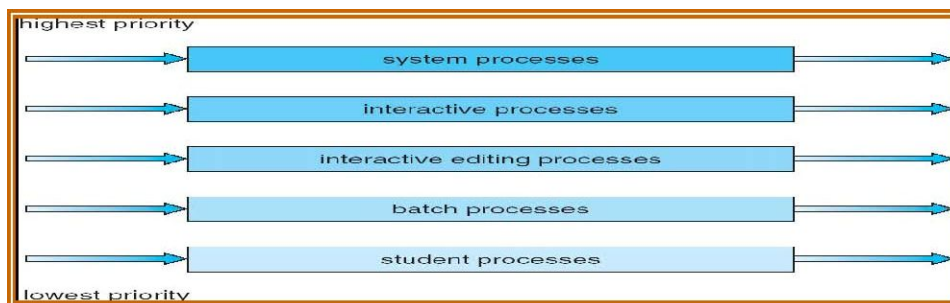 highest priority
system processes
interactive processes
interactive editing processes
batch processes
student processes
lowest priority